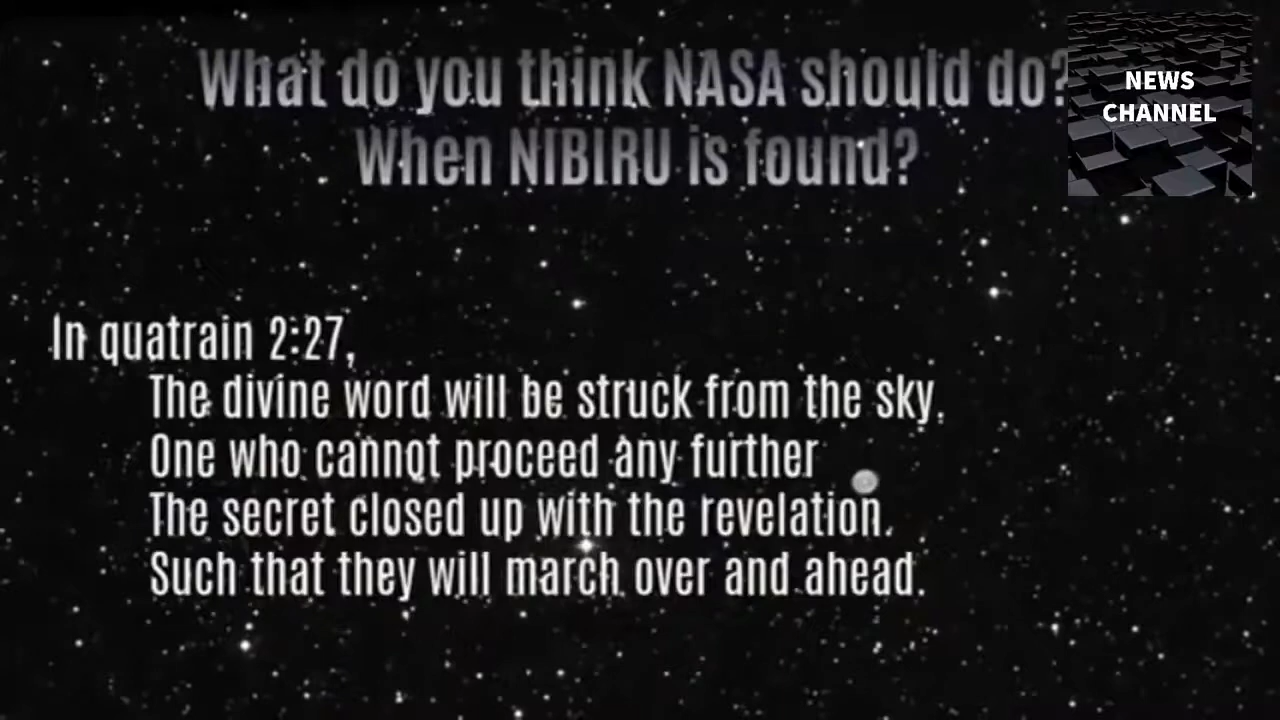 What do you think NASA should do?
When NIBIRU is found?
NEWS
CHANNEL
In quatrain 2:27,
The divine word will be struck from the sky.
One who cannot proceed any further
The secret closed up with the revelation.
Such that they will march over and ahead.